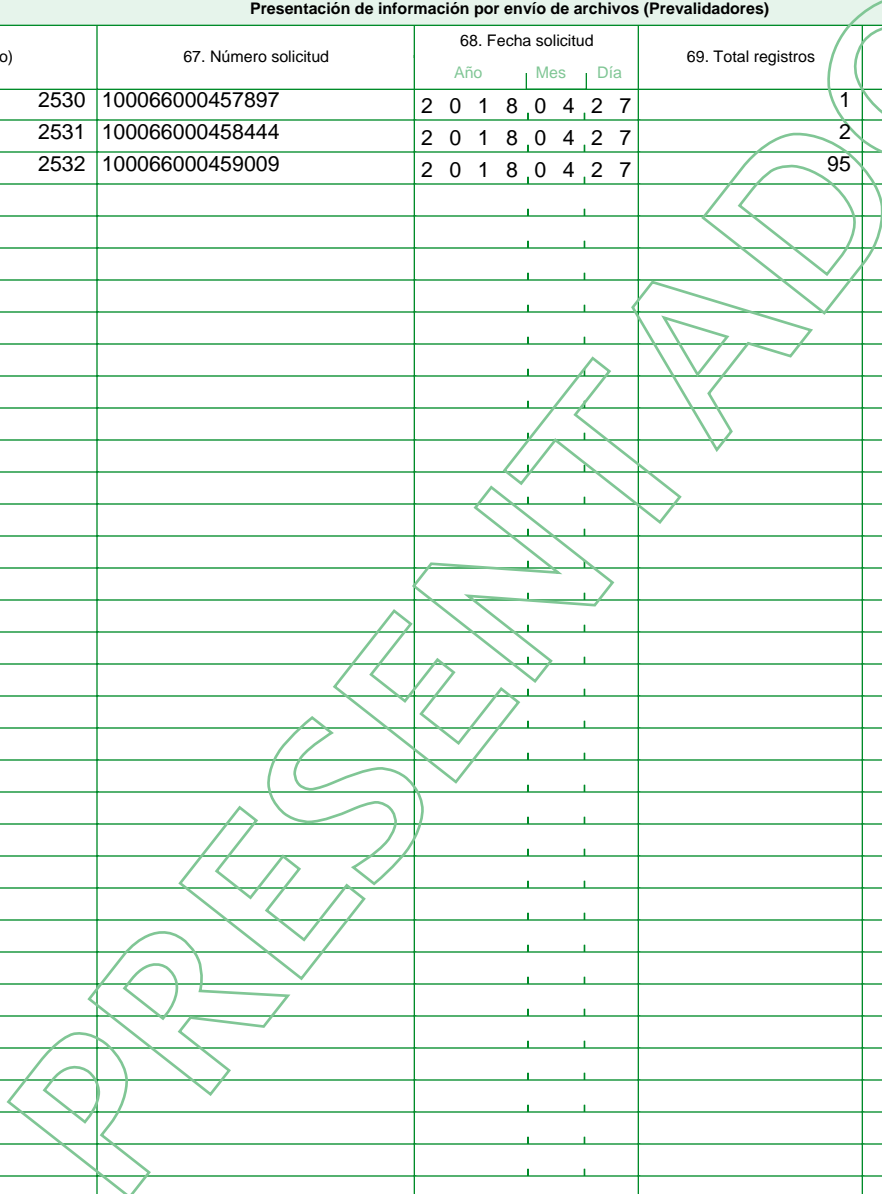 Presentación de información por envío de archivos (Prevalidadores)
o) 67. Número solicitud 68. Fecha solicitud 69. Total registros
Año Mes Día
2530 100066000457897 2 0 1 8 0 4 2 7 1
2531 100066000458444 2 0 1 8 0 4 2 7 2
2532 100066000459009 2 0 1 8 0 4 2 7 95
PRESENTADO